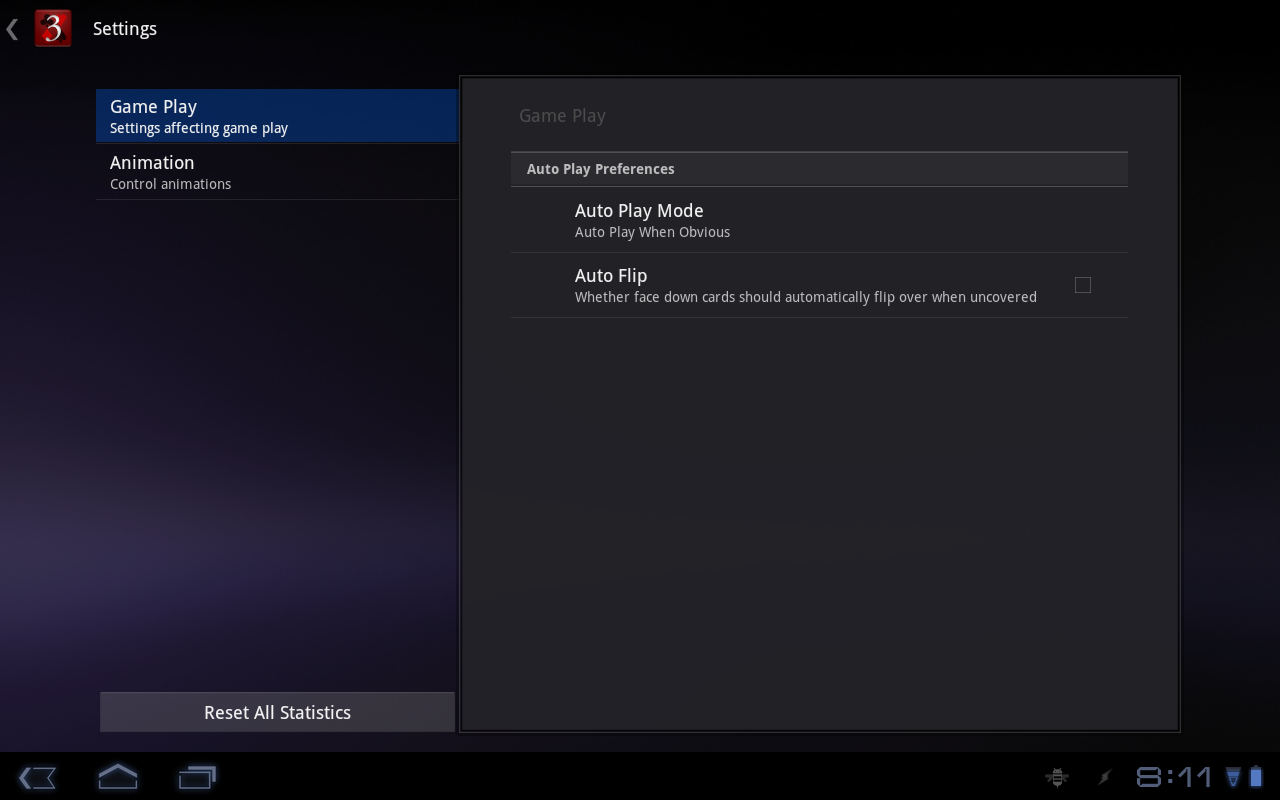 3
Settings
Game Play
Settings affecting game play
Animation
Control animations
Reset All Statistics
Game Play
Auto Play Preferences
Auto Play Mode
Auto Play When Obvious
Auto Flip
Whether face down cards should automatically flip over when uncovered
8:11